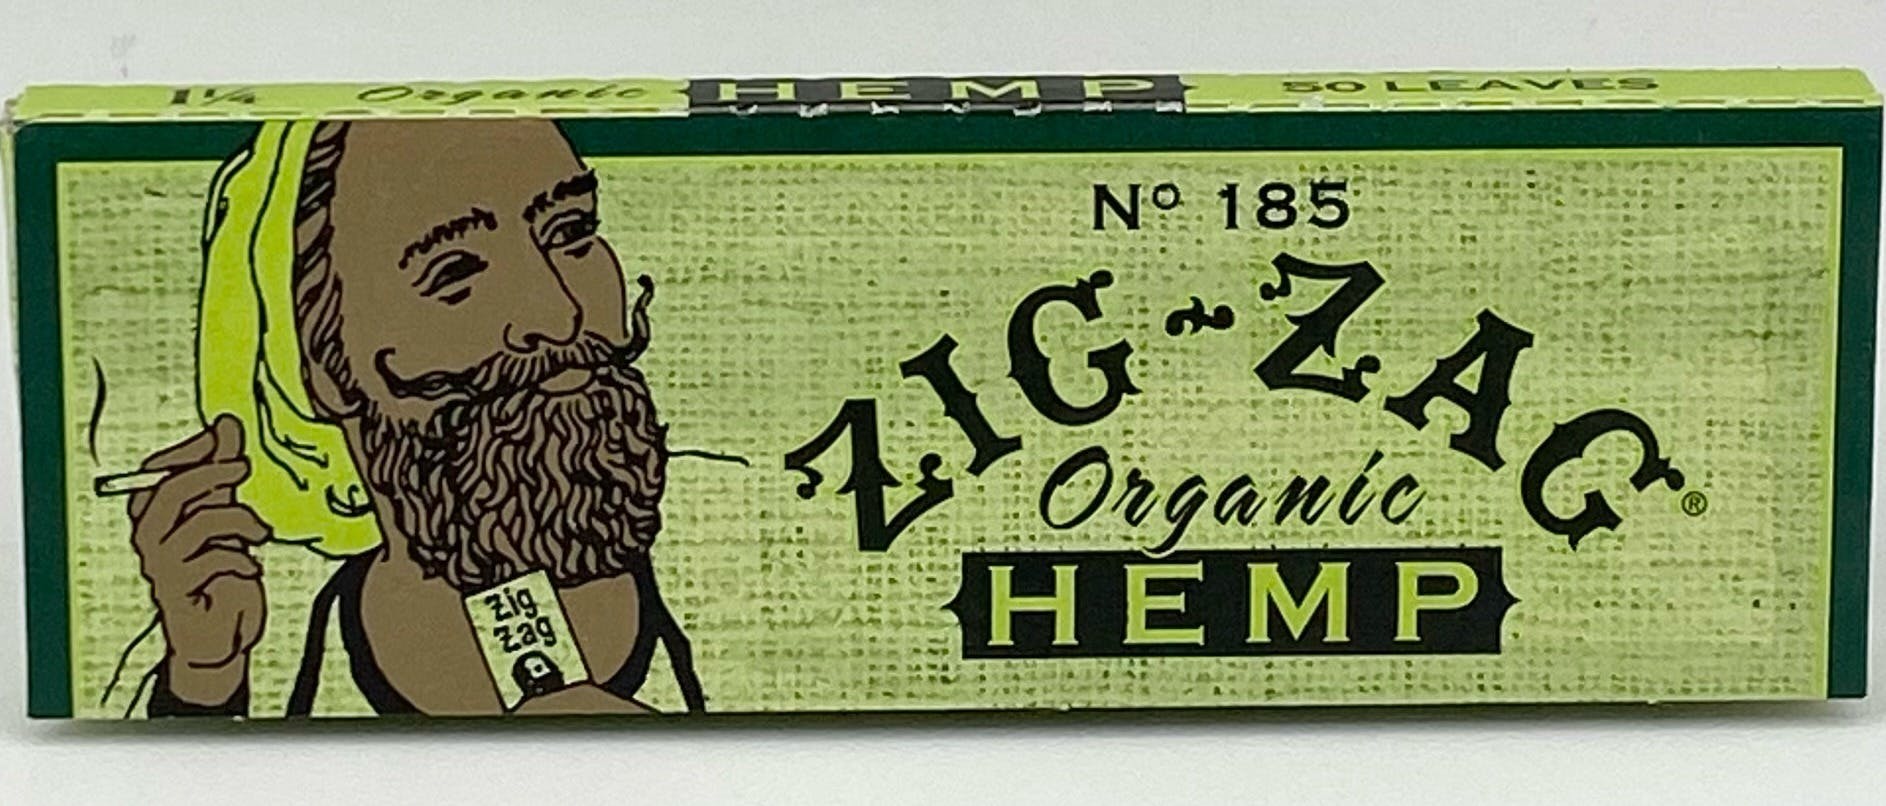 1¼ Organic HEMP 50 LEAVES
Nº 185
ZIG-ZAG®
Organic
HEMP
zig
zag